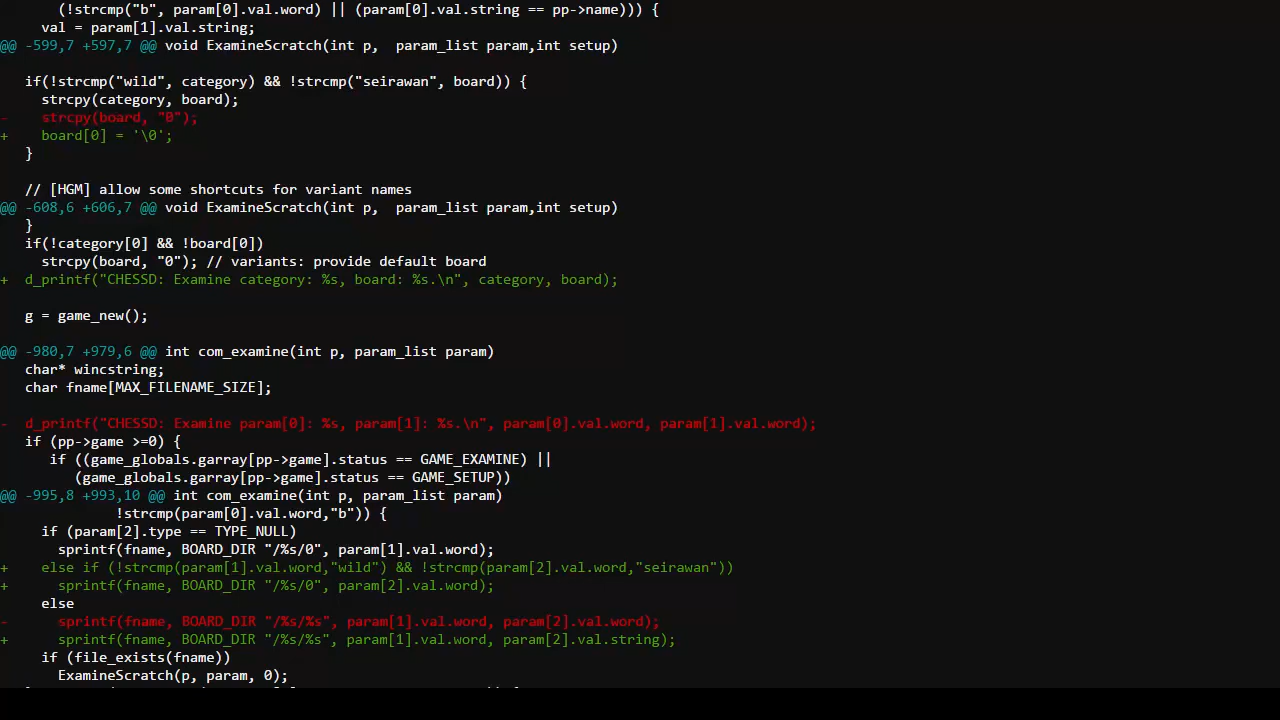 (!strcmp("b", param[0].val.word) || (param[0].val.string == pp->name))) {
val = param[1].val.string;
@@ -599,7 +597,7 @@ void ExamineScratch(int p,  param_list param,int setup)
if(!strcmp("wild", category) && !strcmp("seirawan", board)) {
strcpy(category, board);
-    strcpy(board, "0");
+    board[0] = '\0';
}
// [HGM] allow some shortcuts for variant names
@@ -608,6 +606,7 @@ void ExamineScratch(int p,  param_list param,int setup)
}
if(!category[0] && !board[0])
strcpy(board, "0"); // variants: provide default board
+  d_printf("CHESSD: Examine category: %s, board: %s.\n", category, board);
g = game_new();
@@ -980,7 +979,6 @@ int com_examine(int p, param_list param)
char* wincstring;
char fname[MAX_FILENAME_SIZE];
-  d_printf("CHESSD: Examine param[0]: %s, param[1]: %s.\n", param[0].val.word, param[1].val.word);
if (pp->game >=0) {
if ((game_globals.garray[pp->game].status == GAME_EXAMINE) ||
(game_globals.garray[pp->game].status == GAME_SETUP))
@@ -995,8 +993,10 @@ int com_examine(int p, param_list param)
!strcmp(param[0].val.word,"b")) {
if (param[2].type == TYPE_NULL)
sprintf(fname, BOARD_DIR "/%s/0", param[1].val.word);
+    else if (!strcmp(param[1].val.word,"wild") && !strcmp(param[2].val.word,"seirawan"))
+      sprintf(fname, BOARD_DIR "/%s/0", param[2].val.word);
else
-      sprintf(fname, BOARD_DIR "/%s/%s", param[1].val.word, param[2].val.word);
+      sprintf(fname, BOARD_DIR "/%s/%s", param[1].val.word, param[2].val.string);
if (file_exists(fname))
ExamineScratch(p, param, 0);